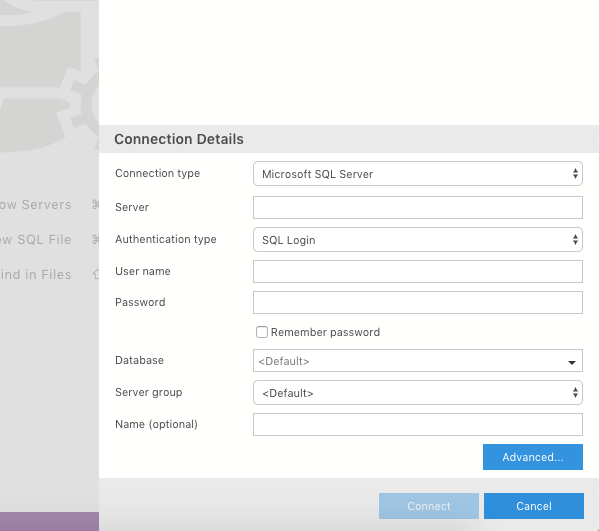 Connection Details
Connection type Microsoft SQL Server
ow Servers ⌘
Server
ew SQL File ⌘
Authentication type SQL Login
ind in Files ⇧
User name
Password
Remember password
Database <Default>
Server group <Default>
Name (optional)
Advanced...
Connect Cancel